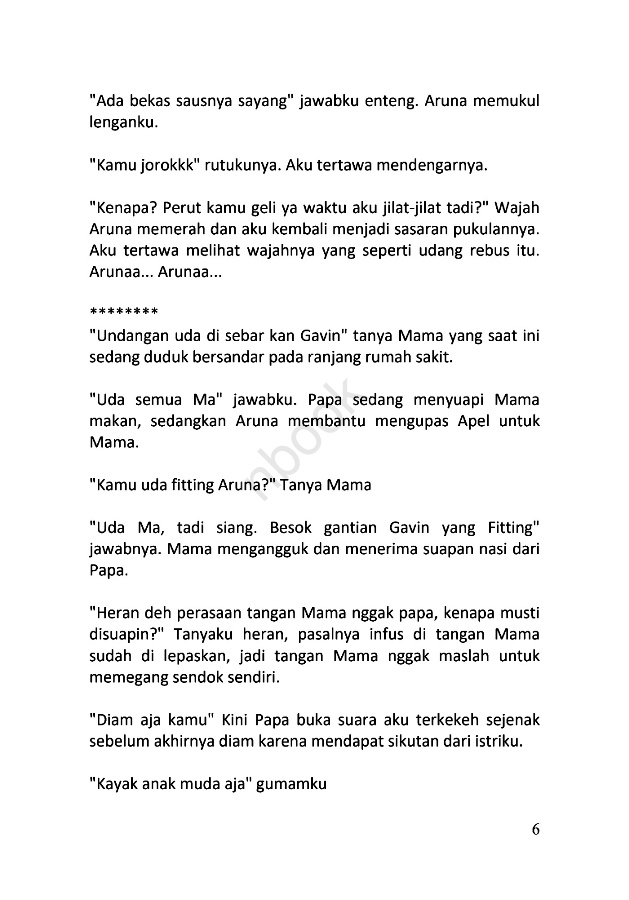 "Ada bekas sausnya sayang" jawabku enteng. Aruna memukul
lenganku.
"Kamu jorokkk" rutukunya. Aku tertawa mendengarnya.
"Kenapa? Perut kamu geli ya waktu aku jilat-jilat tadi?" Wajah
Aruna memerah dan aku kembali menjadi sasaran pukulannya.
Aku tertawa melihat wajahnya yang seperti udang rebus itu.
Arunaa... Arunaa...
********
"Undangan uda di sebar kan Gavin" tanya Mama yang saat ini
sedang duduk bersandar pada ranjang rumah sakit.
"Uda semua Ma" jawabku. Papa sedang menyuapi Mama
makan, sedangkan Aruna membantu mengupas Apel untuk
Mama.
"Kamu uda fitting Aruna?" Tanya Mama
"Uda Ma, tadi siang. Besok gantian Gavin yang Fitting"
jawabnya. Mama mengangguk dan menerima suapan nasi dari
Papa.
"Heran deh perasaan tangan Mama nggak papa, kenapa musti
disuapin?" Tanyaku heran, pasalnya infus di tangan Mama
sudah di lepaskan, jadi tangan Mama nggak maslah untuk
memegang sendok sendiri.
"Diam aja kamu" Kini Papa buka suara aku terkekeh sejenak
sebelum akhirnya diam karena mendapat sikutan dari istriku.
"Kayak anak muda aja" gumamku
nbook
6